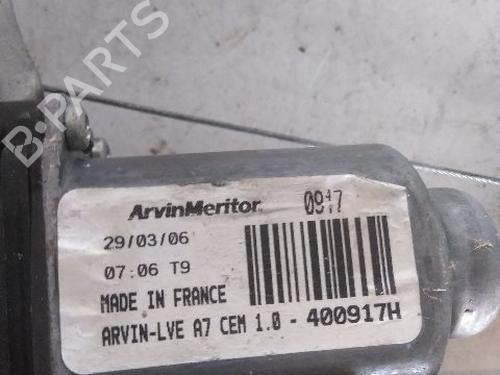 B·PARTS
ArvinMeritor 0917
29/03/06
07:06 T9
MADE IN FRANCE
ARVIN-LVE A7 CEM 1.0 - 400917H